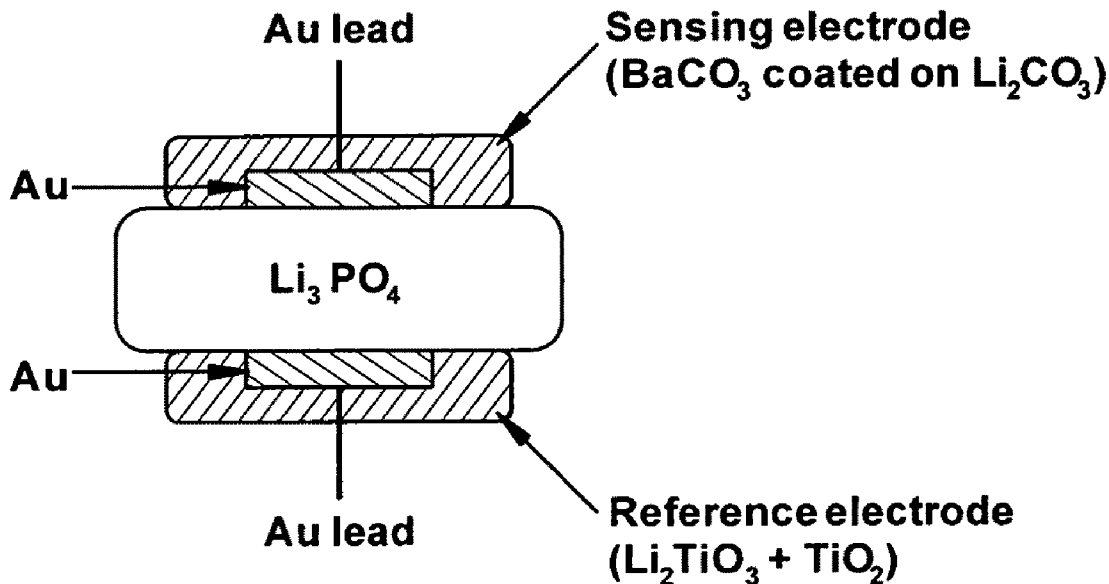 Au lead
Sensing electrode
(BaCO₃ coated on Li₂CO₃)
Au
Li₃ PO₄
Au
Au lead
Reference electrode
(Li₂TiO₃ + TiO₂)